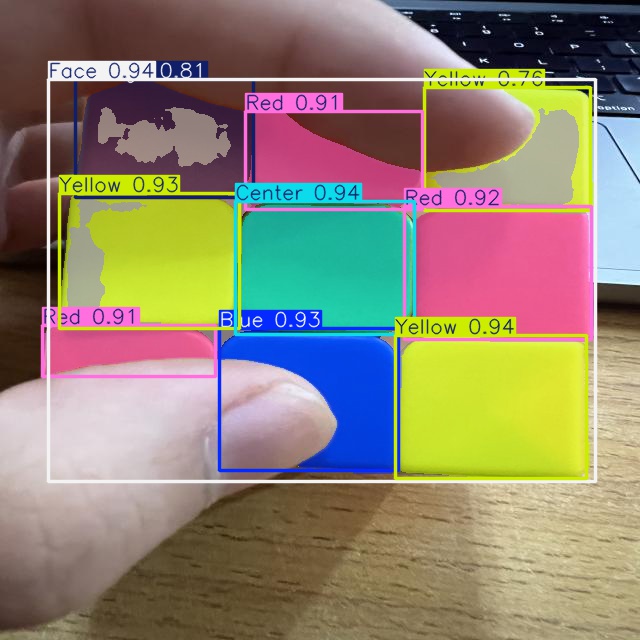 Face 0.94 0.81
Yellow 0.76
Red 0.91
Yellow 0.93
Center 0.94
Red 0.92
Red 0.91
Blue 0.93
Yellow 0.94
option